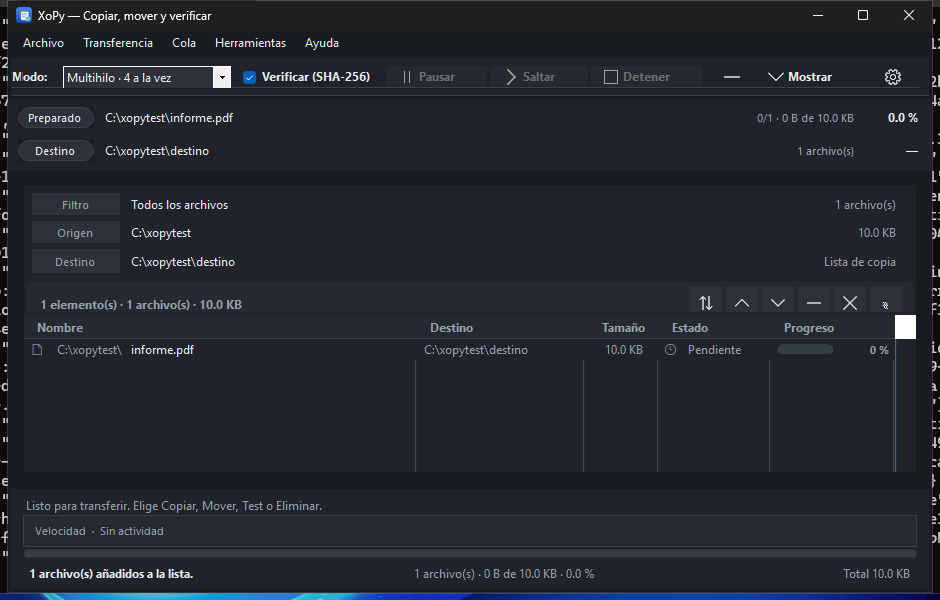 XoPy — Copiar, mover y verificar
Archivo Transferencia Cola Herramientas Ayuda
Modo: Multihilo · 4 a la vez Verificar (SHA-256) Pausar Saltar Detener Mostrar
Preparado C:\xopytest\informe.pdf 0/1 · 0 B de 10.0 KB 0.0 %
Destino C:\xopytest\destino 1 archivo(s) —
Filtro Todos los archivos 1 archivo(s)
Origen C:\xopytest 10.0 KB
Destino C:\xopytest\destino Lista de copia
1 elemento(s) · 1 archivo(s) · 10.0 KB
Nombre Destino Tamaño Estado Progreso
C:\xopytest\ informe.pdf C:\xopytest\destino 10.0 KB Pendiente 0 %
Listo para transferir. Elige Copiar, Mover, Test o Eliminar.
Velocidad · Sin actividad
1 archivo(s) añadidos a la lista. 1 archivo(s) · 0 B de 10.0 KB · 0.0 % Total 10.0 KB